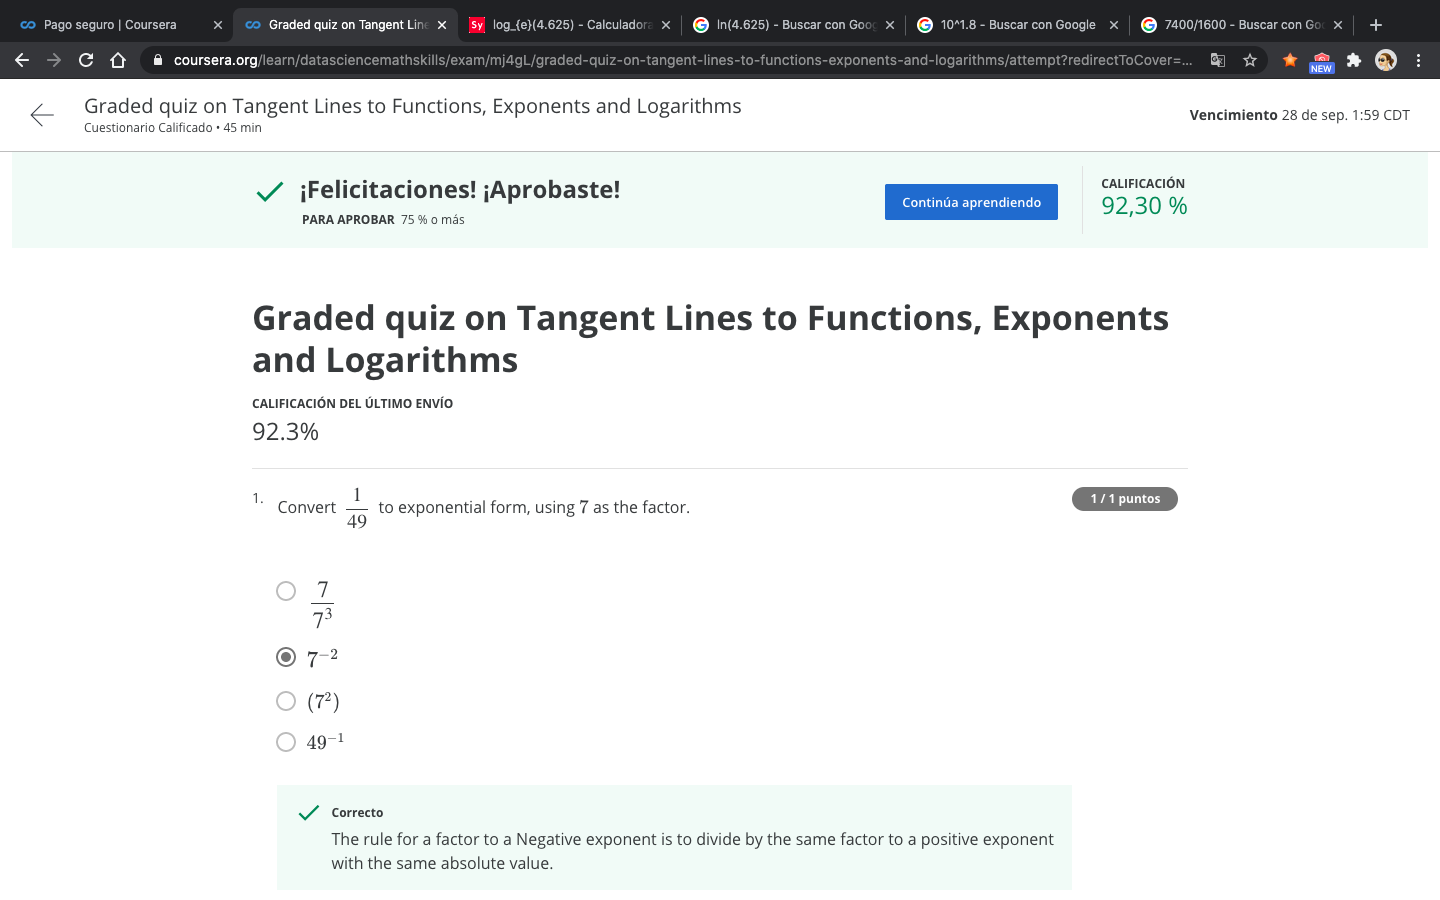 Pago seguro | Coursera
Graded quiz on Tangent Line
log_{e}(4.625) - Calculadora
ln(4.625) - Buscar con Goog
10^1.8 - Buscar con Google
7400/1600 - Buscar con Go
coursera.org/learn/datasciencemathskills/exam/mj4gL/graded-quiz-on-tangent-lines-to-functions-exponents-and-logarithms/attempt?redirectToCover=...
NEW
Graded quiz on Tangent Lines to Functions, Exponents and Logarithms
Cuestionario Calificado • 45 min
Vencimiento 28 de sep. 1:59 CDT
¡Felicitaciones! ¡Aprobaste!
PARA APROBAR 75 % o más
Continúa aprendiendo
CALIFICACIÓN
92,30 %
Graded quiz on Tangent Lines to Functions, Exponents
and Logarithms
CALIFICACIÓN DEL ÚLTIMO ENVÍO
92.3%
1. Convert 1/49 to exponential form, using 7 as the factor.
1 / 1 puntos
7/7³
7⁻²
(7²)
49⁻¹
Correcto
The rule for a factor to a Negative exponent is to divide by the same factor to a positive exponent
with the same absolute value.